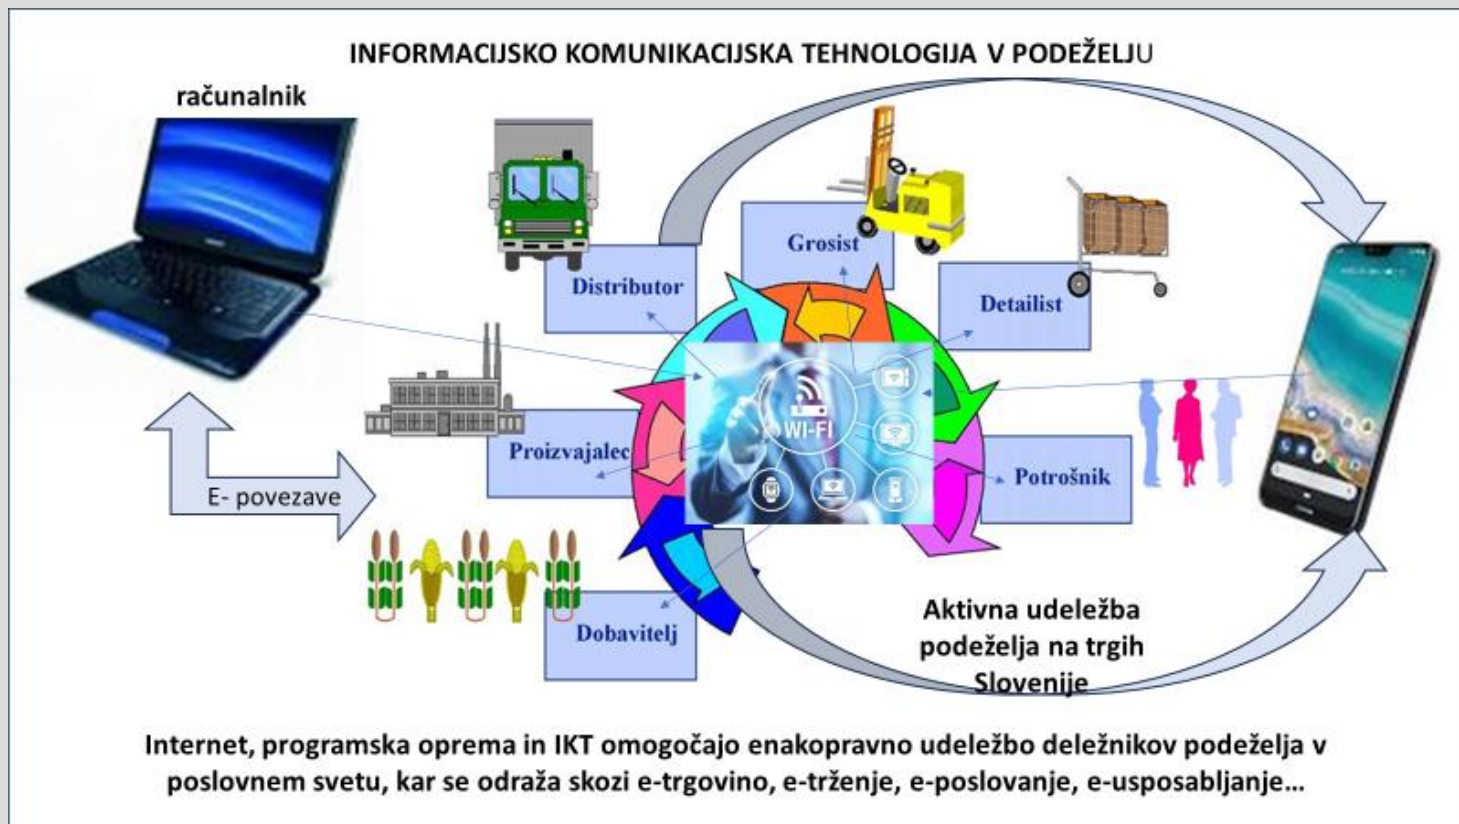 INFORMACIJSKO KOMUNIKACIJSKA TEHNOLOGIJA V PODEŽELJU
računalnik
Grosist
Distributor
Detailist
WI-FI
Proizvajalec
Potrošnik
E- povezave
Dobavitelj
Aktivna udeležba
podeželja na trgih
Slovenije
Internet, programska oprema in IKT omogočajo enakopravno udeležbo deležnikov podeželja v
poslovnem svetu, kar se odraža skozi e-trgovino, e-trženje, e-poslovanje, e-usposabljanje...